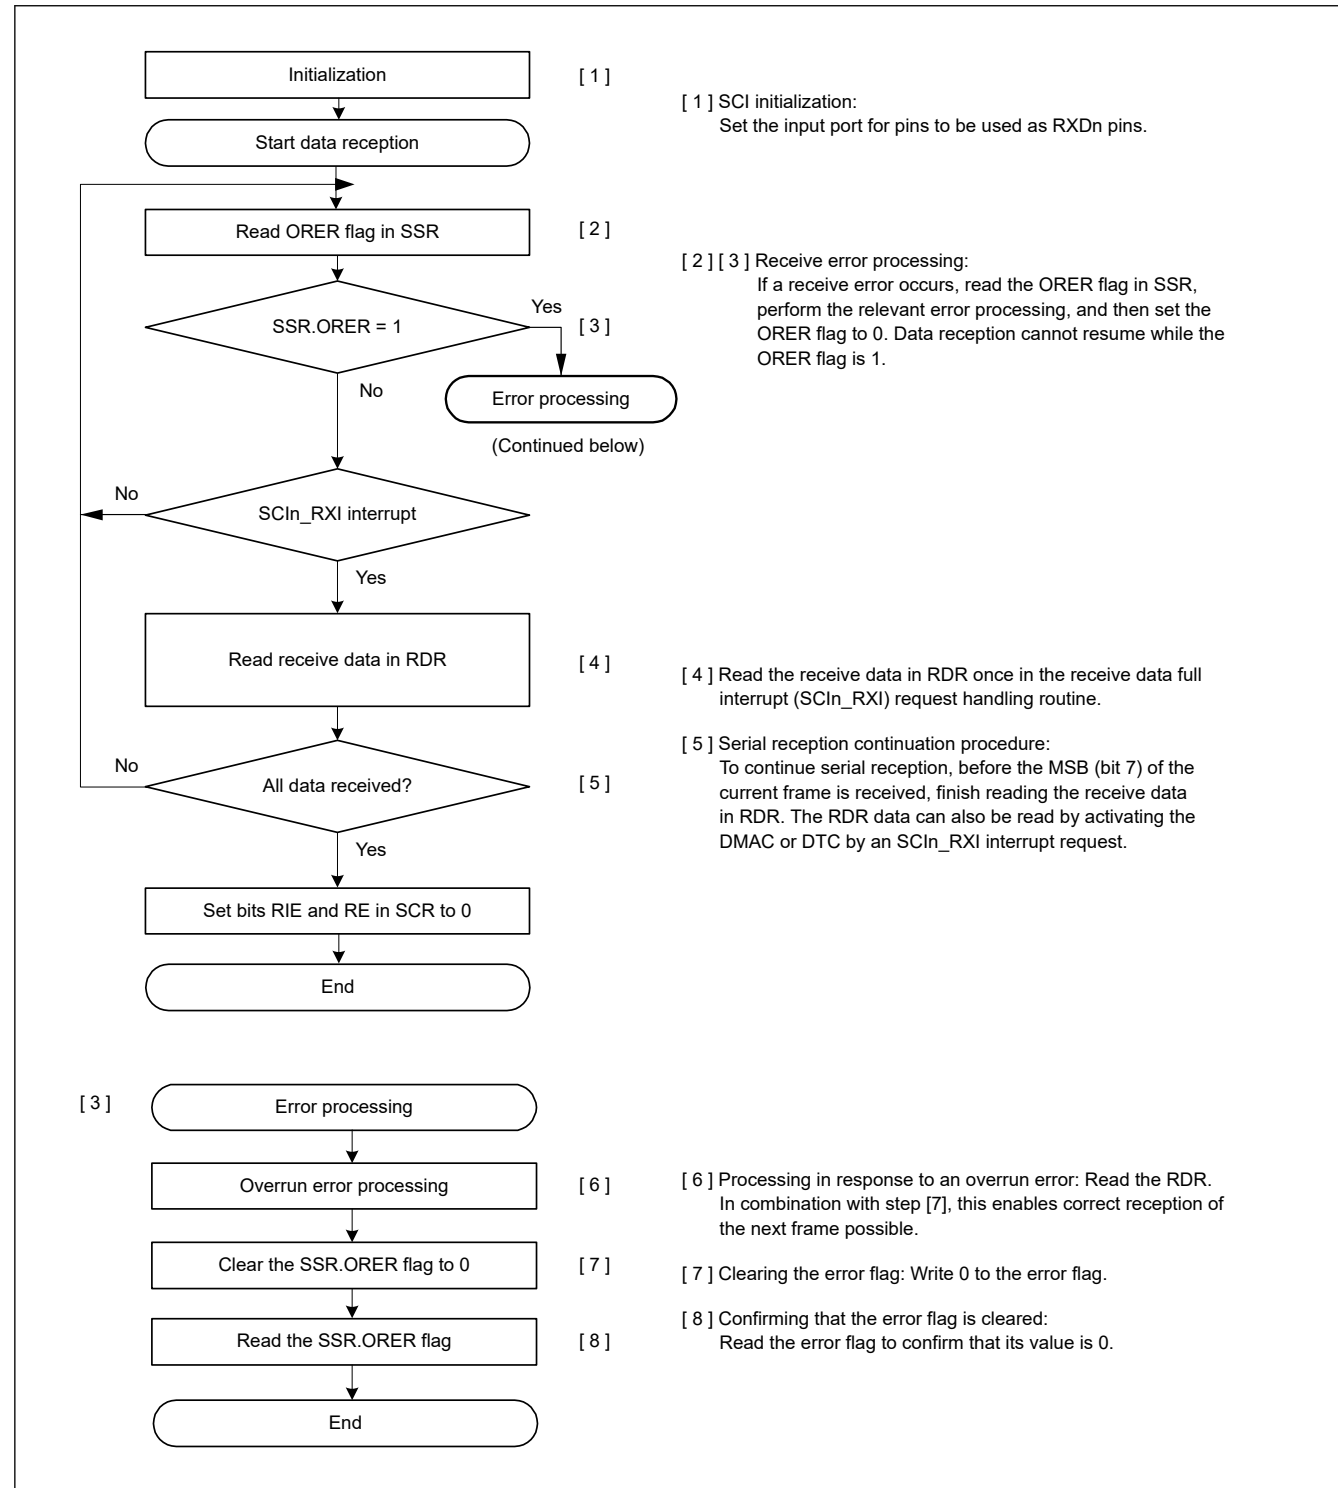 Initialization
[ 1 ]
[ 1 ] SCI initialization:
Set the input port for pins to be used as RXDn pins.
Start data reception
Read ORER flag in SSR
[ 2 ]
[ 2 ] [ 3 ] Receive error processing:
If a receive error occurs, read the ORER flag in SSR,
perform the relevant error processing, and then set the
ORER flag to 0. Data reception cannot resume while the
ORER flag is 1.
SSR.ORER = 1
Yes
[ 3 ]
No
Error processing
(Continued below)
No
SCIn_RXI interrupt
Yes
Read receive data in RDR
[ 4 ]
[ 4 ] Read the receive data in RDR once in the receive data full
interrupt (SCIn_RXI) request handling routine.
No
All data received?
[ 5 ]
[ 5 ] Serial reception continuation procedure:
To continue serial reception, before the MSB (bit 7) of the
current frame is received, finish reading the receive data
in RDR. The RDR data can also be read by activating the
DMAC or DTC by an SCIn_RXI interrupt request.
Yes
Set bits RIE and RE in SCR to 0
End
[ 3 ]
Error processing
Overrun error processing
[ 6 ]
[ 6 ] Processing in response to an overrun error: Read the RDR.
In combination with step [7], this enables correct reception of
the next frame possible.
Clear the SSR.ORER flag to 0
[ 7 ]
[ 7 ] Clearing the error flag: Write 0 to the error flag.
Read the SSR.ORER flag
[ 8 ]
[ 8 ] Confirming that the error flag is cleared:
Read the error flag to confirm that its value is 0.
End